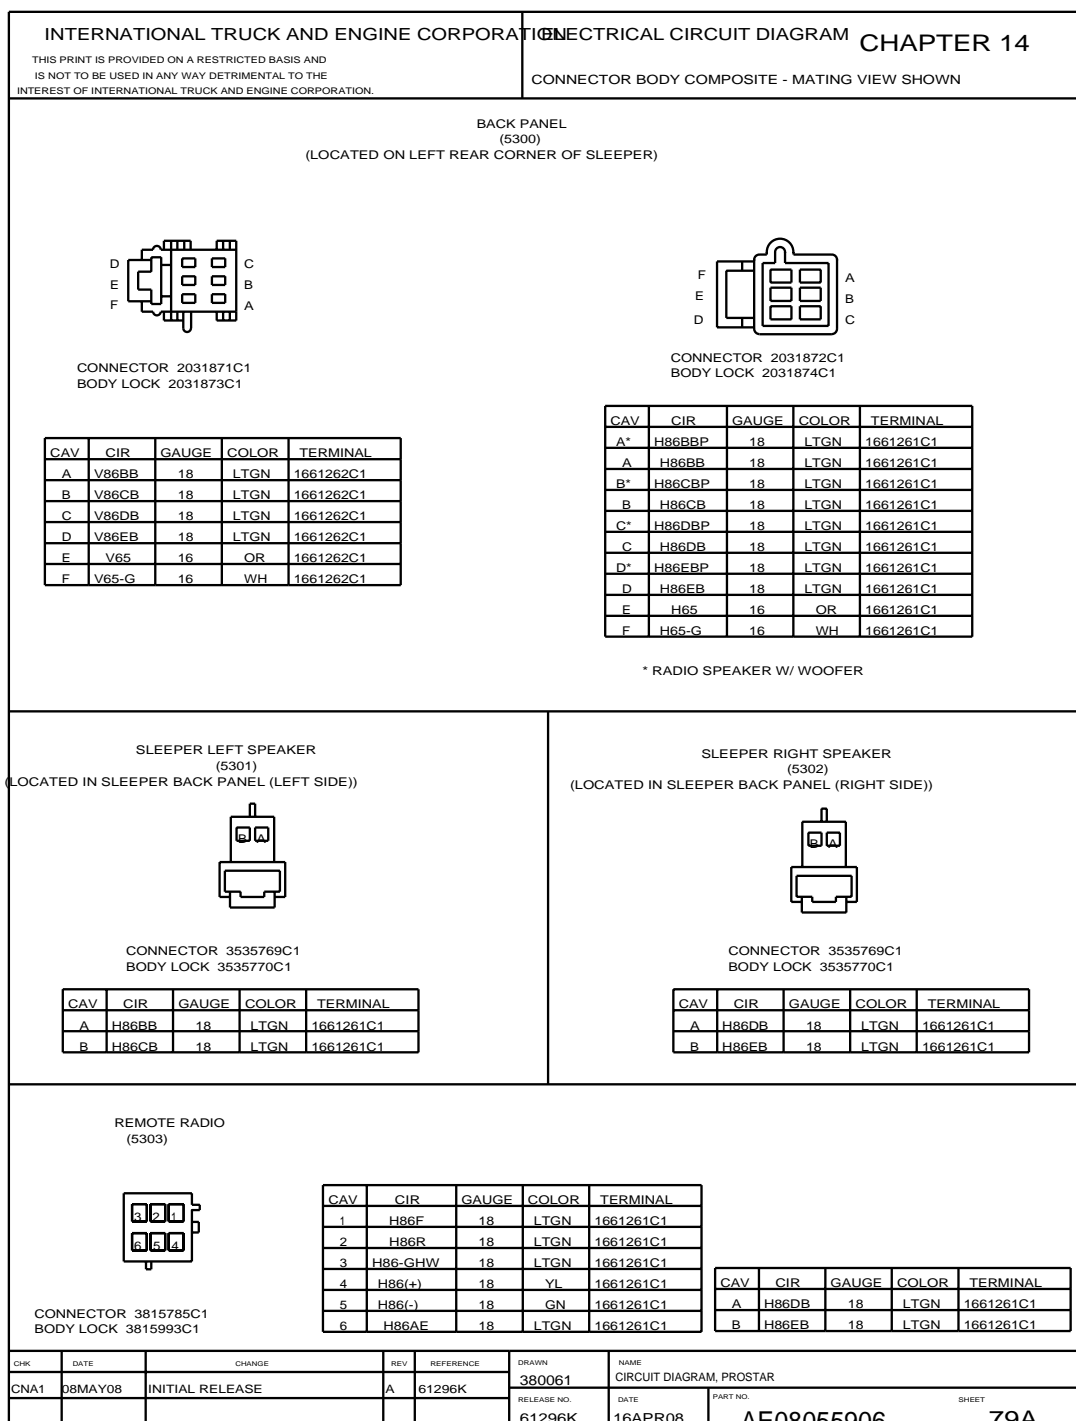 INTERNATIONAL TRUCK AND ENGINE CORPORATION
THIS PRINT IS PROVIDED ON A RESTRICTED BASIS AND
IS NOT TO BE USED IN ANY WAY DETRIMENTAL TO THE
INTEREST OF INTERNATIONAL TRUCK AND ENGINE CORPORATION.
ELECTRICAL CIRCUIT DIAGRAM
CHAPTER 14
CONNECTOR BODY COMPOSITE - MATING VIEW SHOWN
BACK PANEL
(5300)
(LOCATED ON LEFT REAR CORNER OF SLEEPER)
D C
E B
F A
CONNECTOR 2031871C1
BODY LOCK 2031873C1
CAV CIR GAUGE COLOR TERMINAL
A V86BB 18 LTGN 1661262C1
B V86CB 18 LTGN 1661262C1
C V86DB 18 LTGN 1661262C1
D V86EB 18 LTGN 1661262C1
E V65 16 OR 1661262C1
F V65-G 16 WH 1661262C1
F A
E B
D C
CONNECTOR 2031872C1
BODY LOCK 2031874C1
CAV CIR GAUGE COLOR TERMINAL
A* H86BBP 18 LTGN 1661261C1
A H86BB 18 LTGN 1661261C1
B* H86CBP 18 LTGN 1661261C1
B H86CB 18 LTGN 1661261C1
C* H86DBP 18 LTGN 1661261C1
C H86DB 18 LTGN 1661261C1
D* H86EBP 18 LTGN 1661261C1
D H86EB 18 LTGN 1661261C1
E H65 16 OR 1661261C1
F H65-G 16 WH 1661261C1
* RADIO SPEAKER W/ WOOFER
SLEEPER LEFT SPEAKER
(5301)
(LOCATED IN SLEEPER BACK PANEL (LEFT SIDE))
B A
CONNECTOR 3535769C1
BODY LOCK 3535770C1
CAV CIR GAUGE COLOR TERMINAL
A H86BB 18 LTGN 1661261C1
B H86CB 18 LTGN 1661261C1
SLEEPER RIGHT SPEAKER
(5302)
(LOCATED IN SLEEPER BACK PANEL (RIGHT SIDE))
B A
CONNECTOR 3535769C1
BODY LOCK 3535770C1
CAV CIR GAUGE COLOR TERMINAL
A H86DB 18 LTGN 1661261C1
B H86EB 18 LTGN 1661261C1
REMOTE RADIO
(5303)
3 2 1
6 5 4
CONNECTOR 3815785C1
BODY LOCK 3815993C1
CAV CIR GAUGE COLOR TERMINAL
1 H86F 18 LTGN 1661261C1
2 H86R 18 LTGN 1661261C1
3 H86-GHW 18 LTGN 1661261C1
4 H86(+) 18 YL 1661261C1
5 H86(-) 18 GN 1661261C1
6 H86AE 18 LTGN 1661261C1
CAV CIR GAUGE COLOR TERMINAL
A H86DB 18 LTGN 1661261C1
B H86EB 18 LTGN 1661261C1
CHK DATE CHANGE REV REFERENCE
CNA1 08MAY08 INITIAL RELEASE A 61296K
DRAWN
380061
NAME
CIRCUIT DIAGRAM, PROSTAR
RELEASE NO.
61296K
DATE
16APR08
PART NO.
AE08055906
SHEET
79A